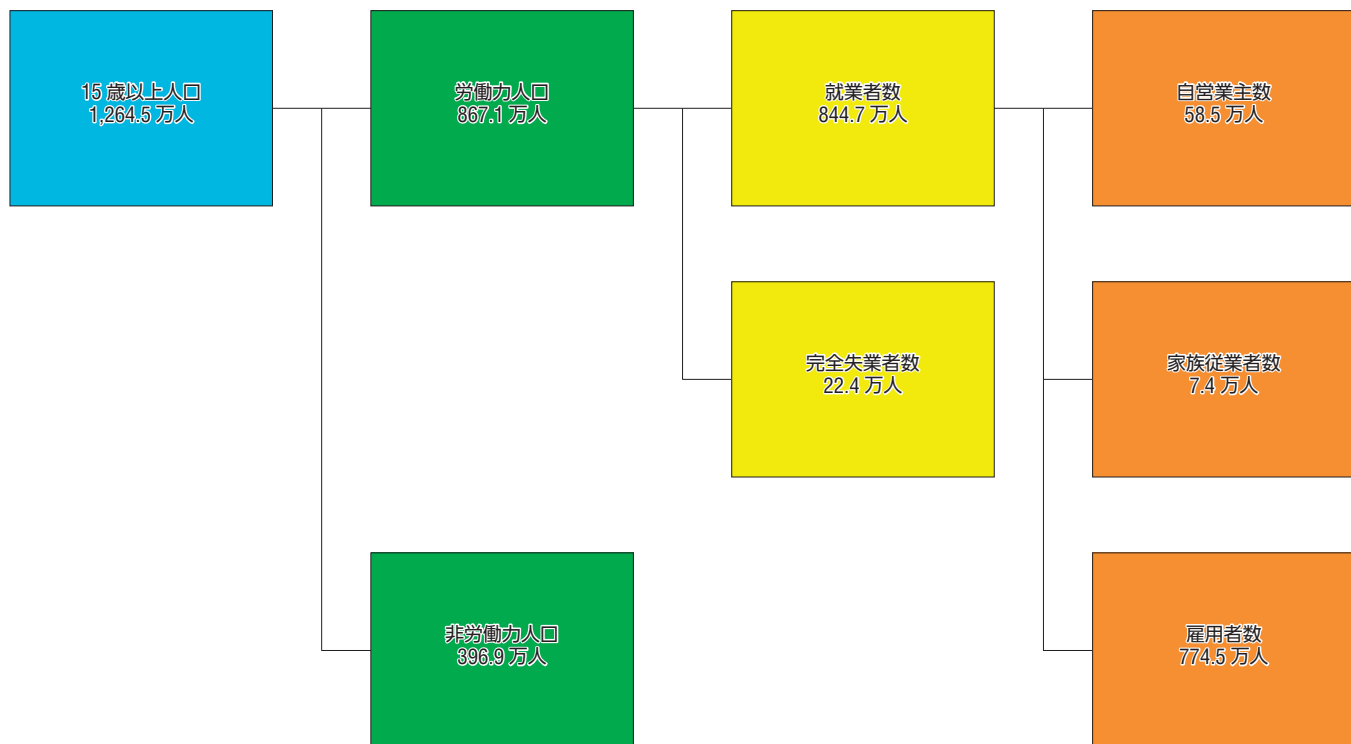 15 歳以上人口
1,264.5 万人
労働力人口
867.1 万人
就業者数
844.7 万人
自営業主数
58.5 万人
完全失業者数
22.4 万人
家族従業者数
7.4 万人
非労働力人口
396.9 万人
雇用者数
774.5 万人